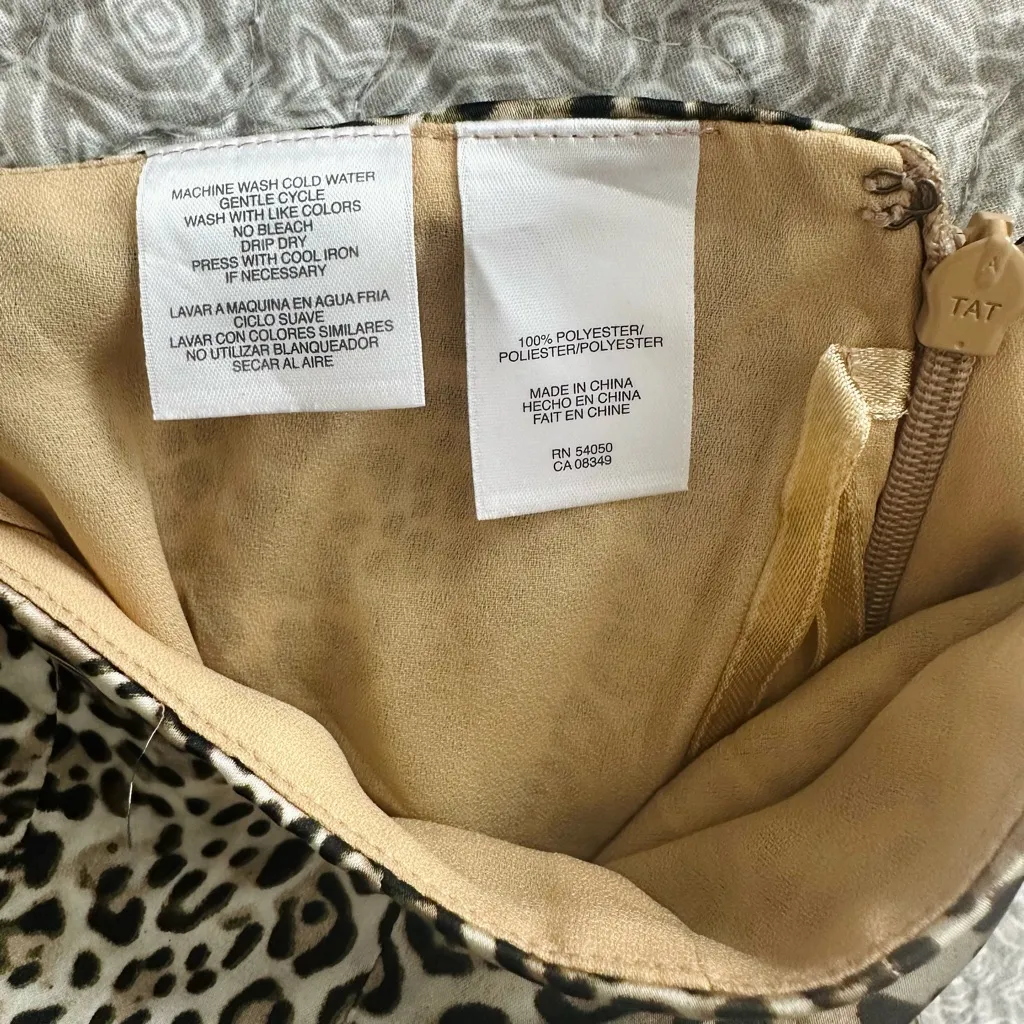 MACHINE WASH COLD WATER
GENTLE CYCLE
WASH WITH LIKE COLORS
NO BLEACH
DRIP DRY
PRESS WITH COOL IRON
IF NECESSARY
LAVAR A MAQUINA EN AGUA FRIA
CICLO SUAVE
LAVAR CON COLORES SIMILARES
NO UTILIZAR BLANQUEADOR
SECAR AL AIRE
100% POLYESTER/
POLIESTER/POLYESTER
MADE IN CHINA
HECHO EN CHINA
FAIT EN CHINE
RN 54050
CA 08349
A
TAT